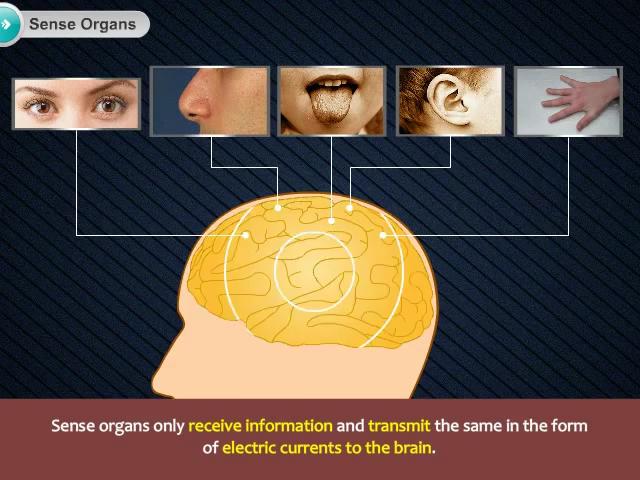 Sense Organs
Sense organs only receive information and transmit the same in the form
of electric currents to the brain.